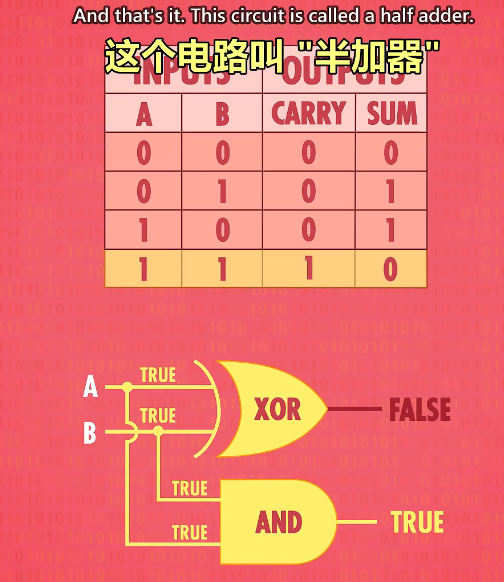 And that's it. This circuit is called a half adder.
这个电路叫 "半加器"
INPUTS OUTPUTS
A B CARRY SUM
0 0 0 0
0 1 0 1
1 0 0 1
1 1 1 0
A TRUE
XOR FALSE
B TRUE
TRUE
AND TRUE
TRUE